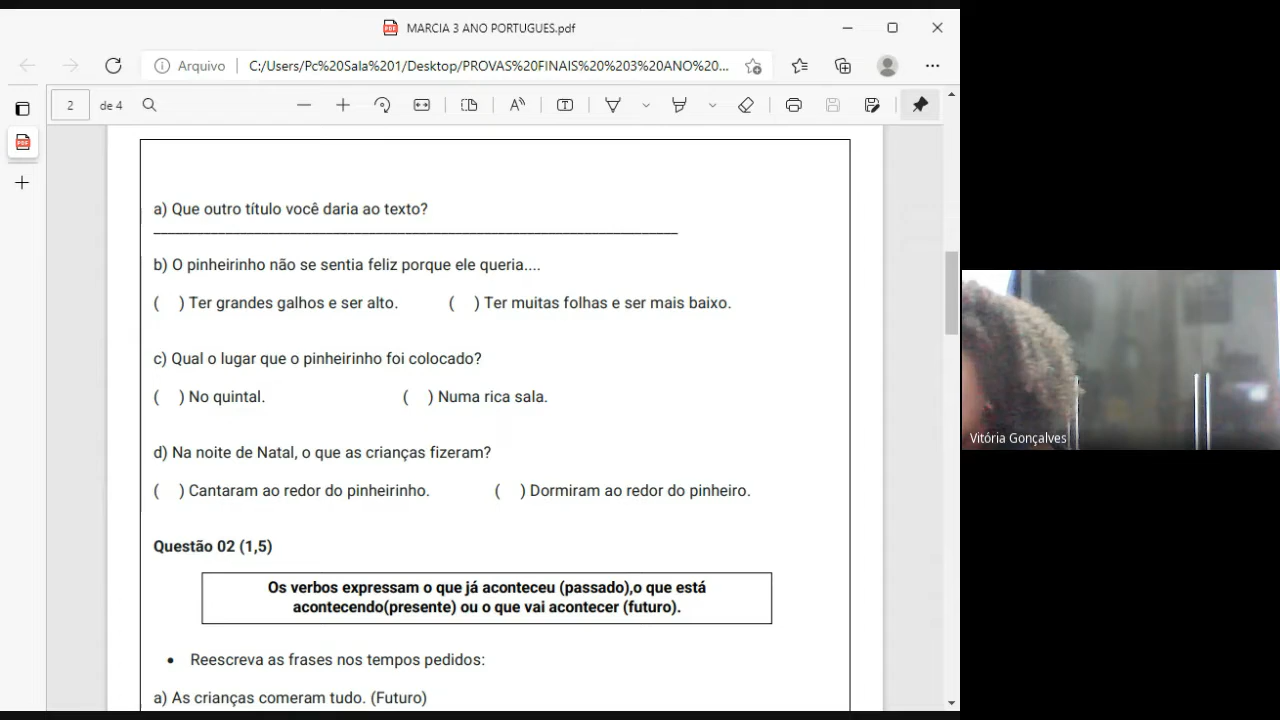 MARCIA 3 ANO PORTUGUES.pdf
Arquivo
C:/Users/Pc%20Sala%201/Desktop/PROVAS%20FINAIS%20%203%20ANO%20...
2 de 4
a) Que outro título você daria ao texto?
b) O pinheirinho não se sentia feliz porque ele queria....
( ) Ter grandes galhos e ser alto. ( ) Ter muitas folhas e ser mais baixo.
c) Qual o lugar que o pinheirinho foi colocado?
( ) No quintal. ( ) Numa rica sala.
d) Na noite de Natal, o que as crianças fizeram?
( ) Cantaram ao redor do pinheirinho. ( ) Dormiram ao redor do pinheiro.
Questão 02 (1,5)
Os verbos expressam o que já aconteceu (passado),o que está
acontecendo(presente) ou o que vai acontecer (futuro).
• Reescreva as frases nos tempos pedidos:
a) As crianças comeram tudo. (Futuro)
Vitória Gonçalves